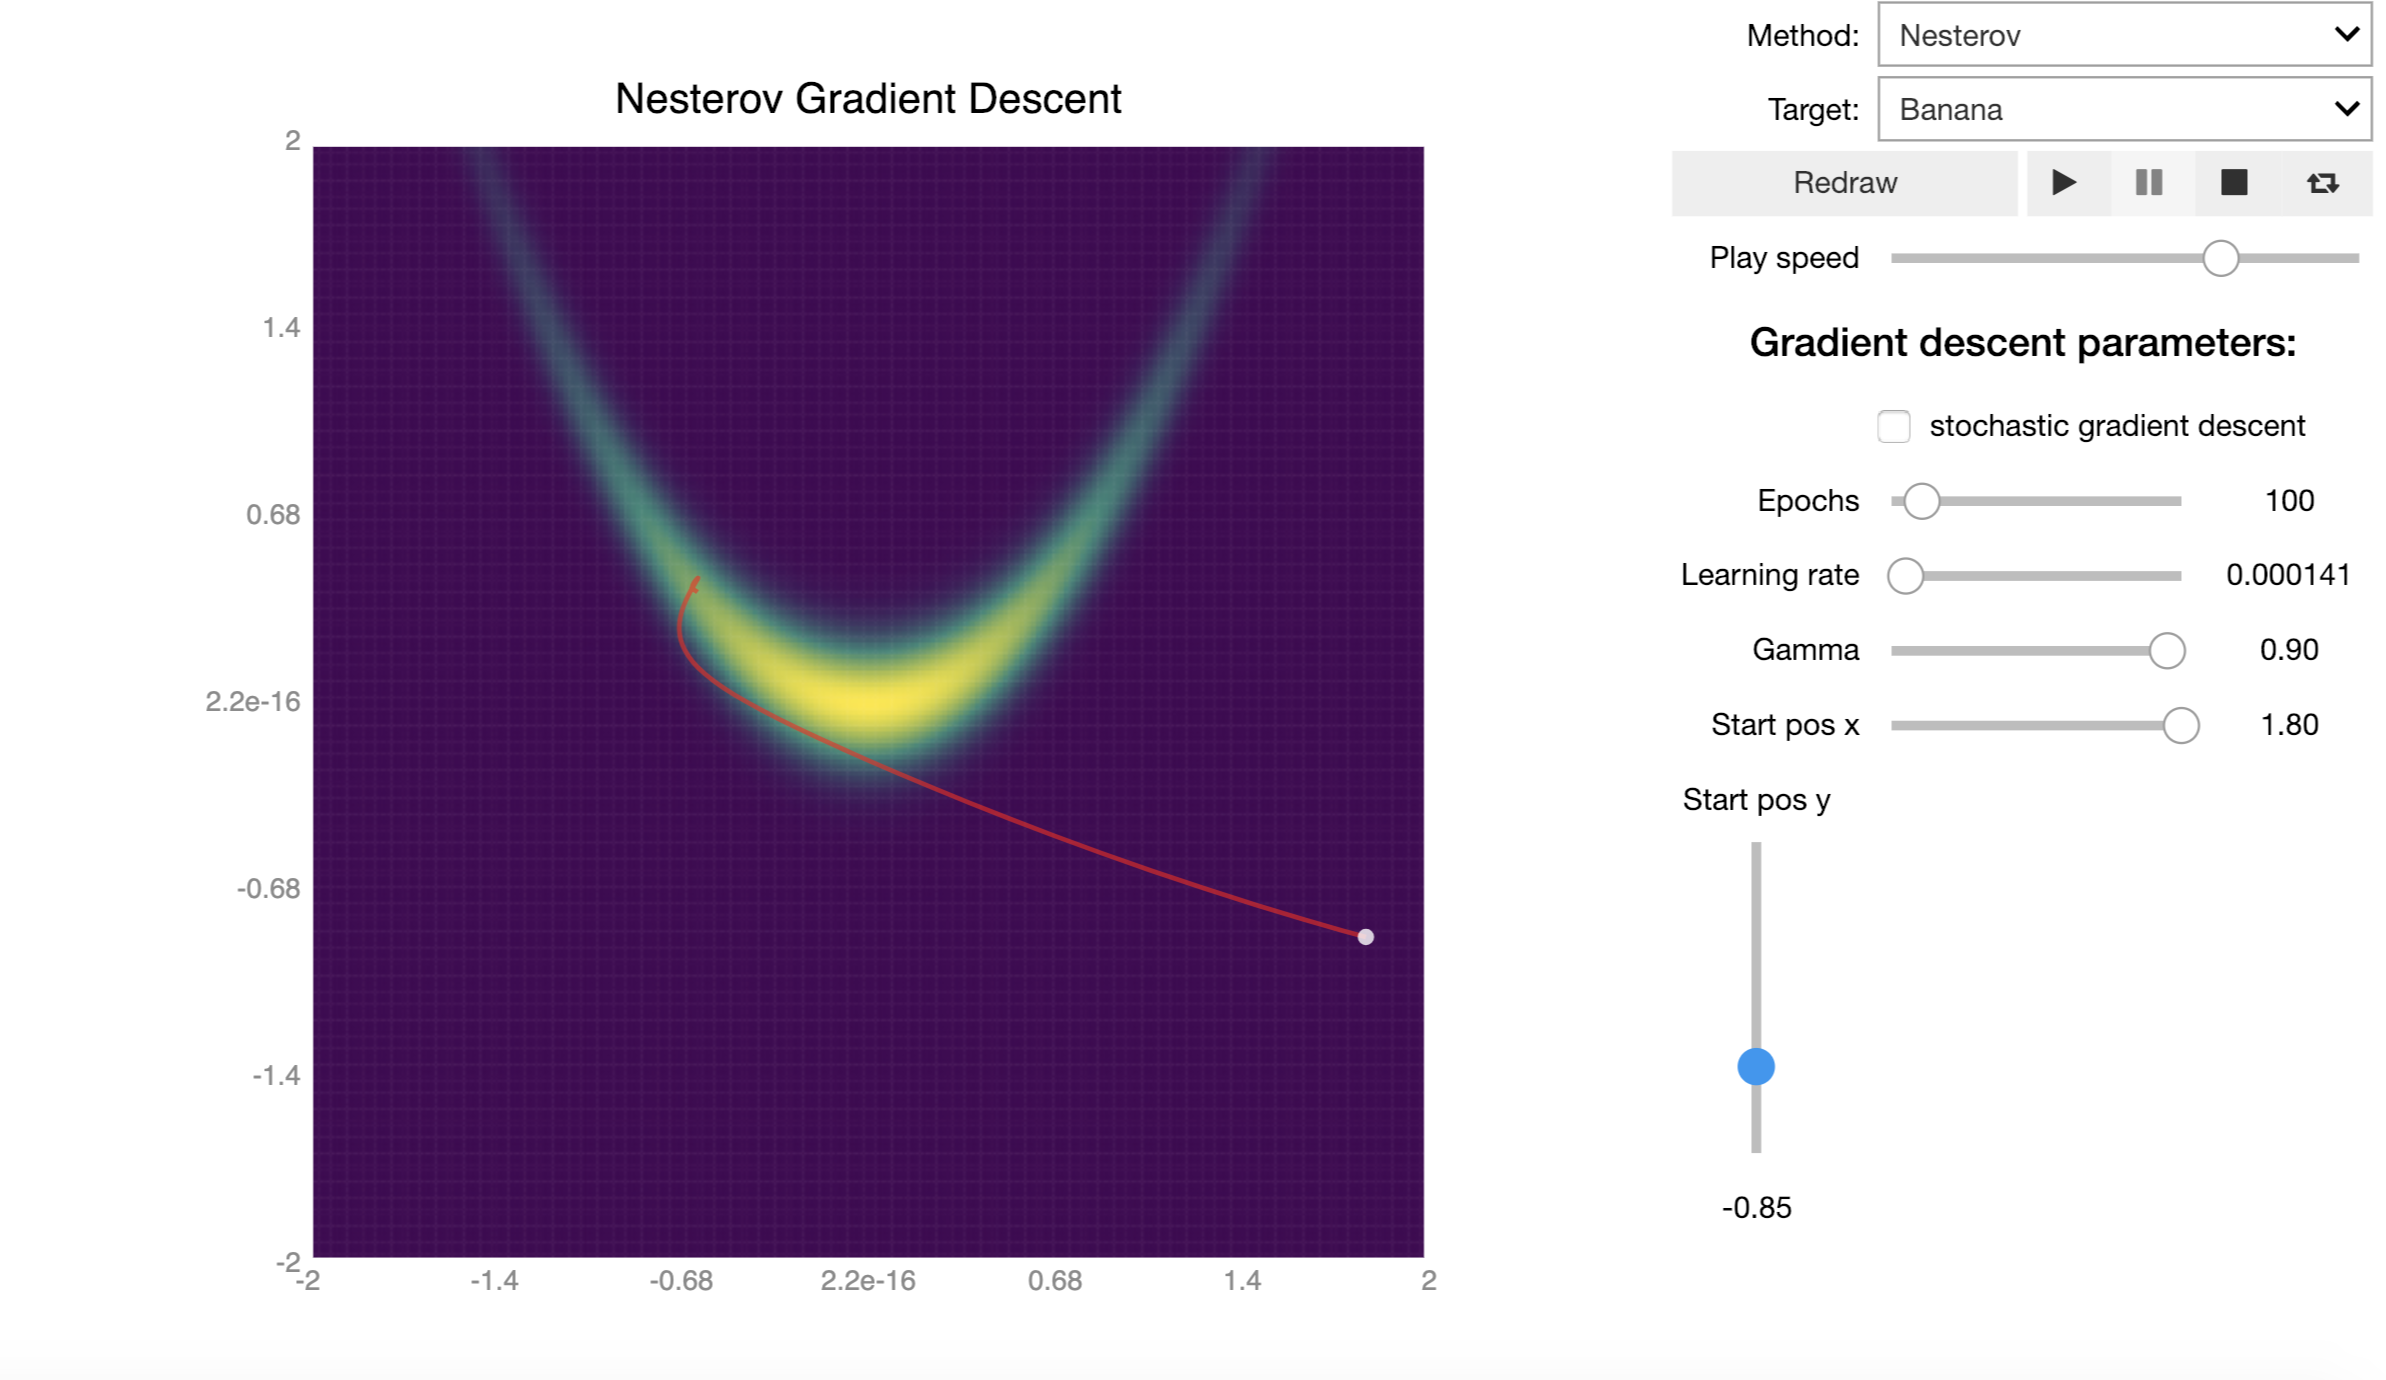 Nesterov Gradient Descent
2
1.4
0.68
2.2e-16
-0.68
-1.4
-2
-2
-1.4
-0.68
2.2e-16
0.68
1.4
2
Method: Nesterov
Target: Banana
Redraw
Play speed
Gradient descent parameters:
stochastic gradient descent
Epochs 100
Learning rate 0.000141
Gamma 0.90
Start pos x 1.80
Start pos y
-0.85